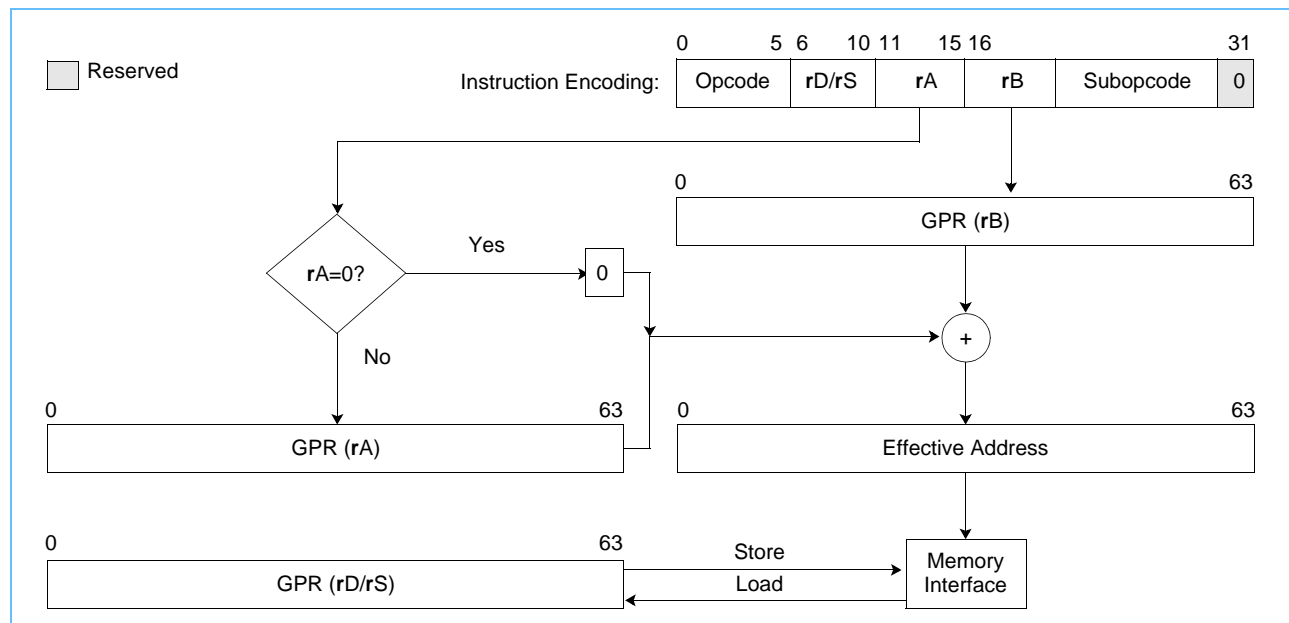 0 5 6 10 11 15 16 31
Reserved
Instruction Encoding: Opcode rD/rS rA rB Subopcode 0
0 63
GPR (rB)
Yes
rA=0? 0
+
No
0 63 0 63
GPR (rA) Effective Address
0 63
Store
Memory
Interface
GPR (rD/rS)
Load